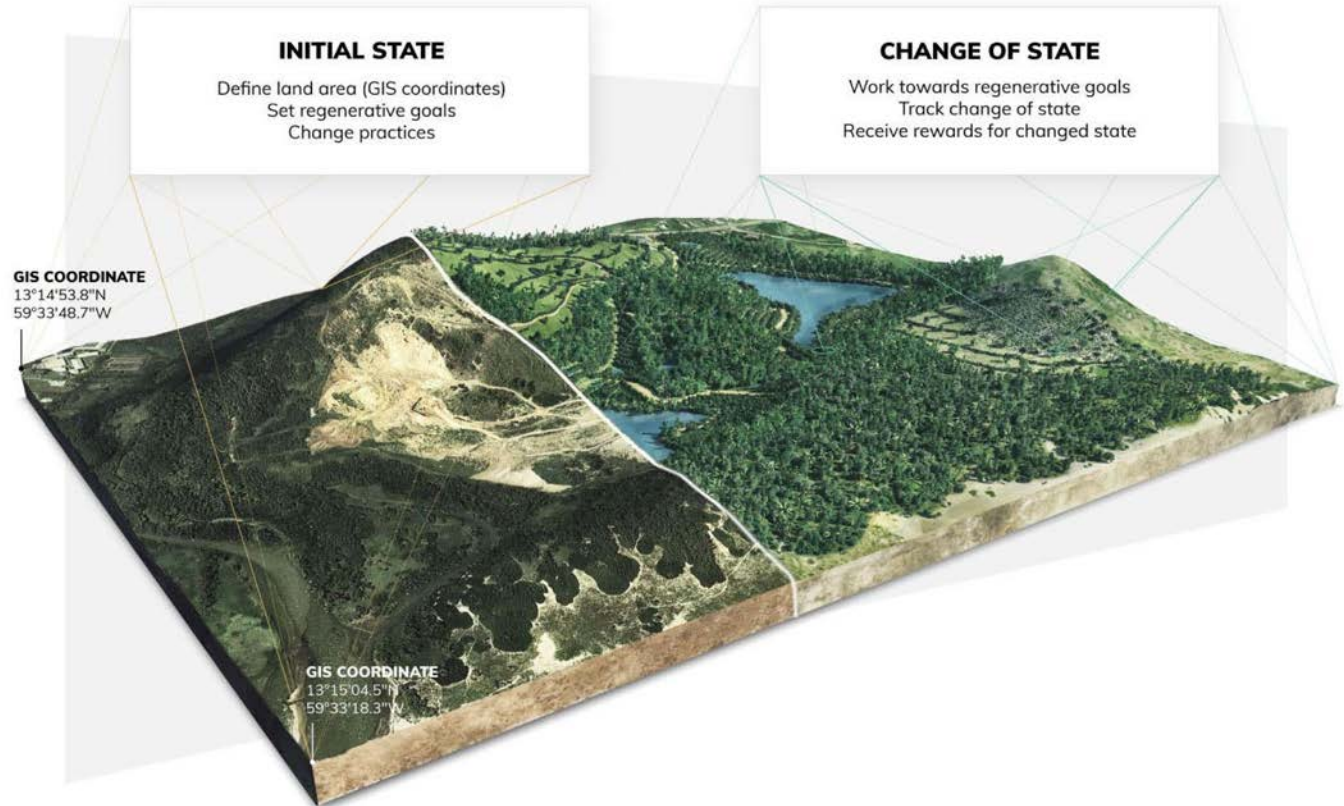 INITIAL STATE
Define land area (GIS coordinates)
Set regenerative goals
Change practices
CHANGE OF STATE
Work towards regenerative goals
Track change of state
Receive rewards for changed state
GIS COORDINATE
13°14'53.8"N
59°33'48.7"W
GIS COORDINATE
13°15'04.5"N
59°33'18.3"W